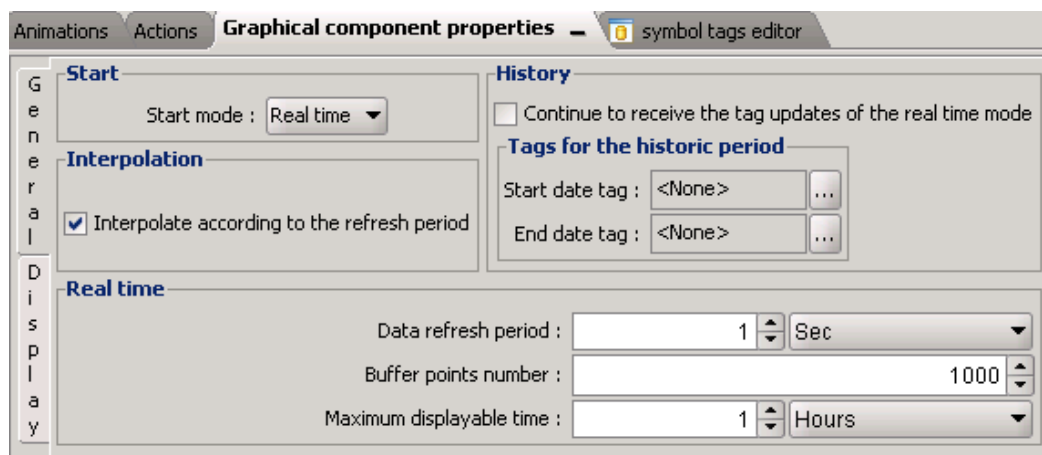 Animations Actions Graphical component properties symbol tags editor
General
Display
Start
Start mode : Real time
Interpolation
Interpolate according to the refresh period
History
Continue to receive the tag updates of the real time mode
Tags for the historic period
Start date tag : <None> ...
End date tag : <None> ...
Real time
Data refresh period : 1 Sec
Buffer points number : 1000
Maximum displayable time : 1 Hours